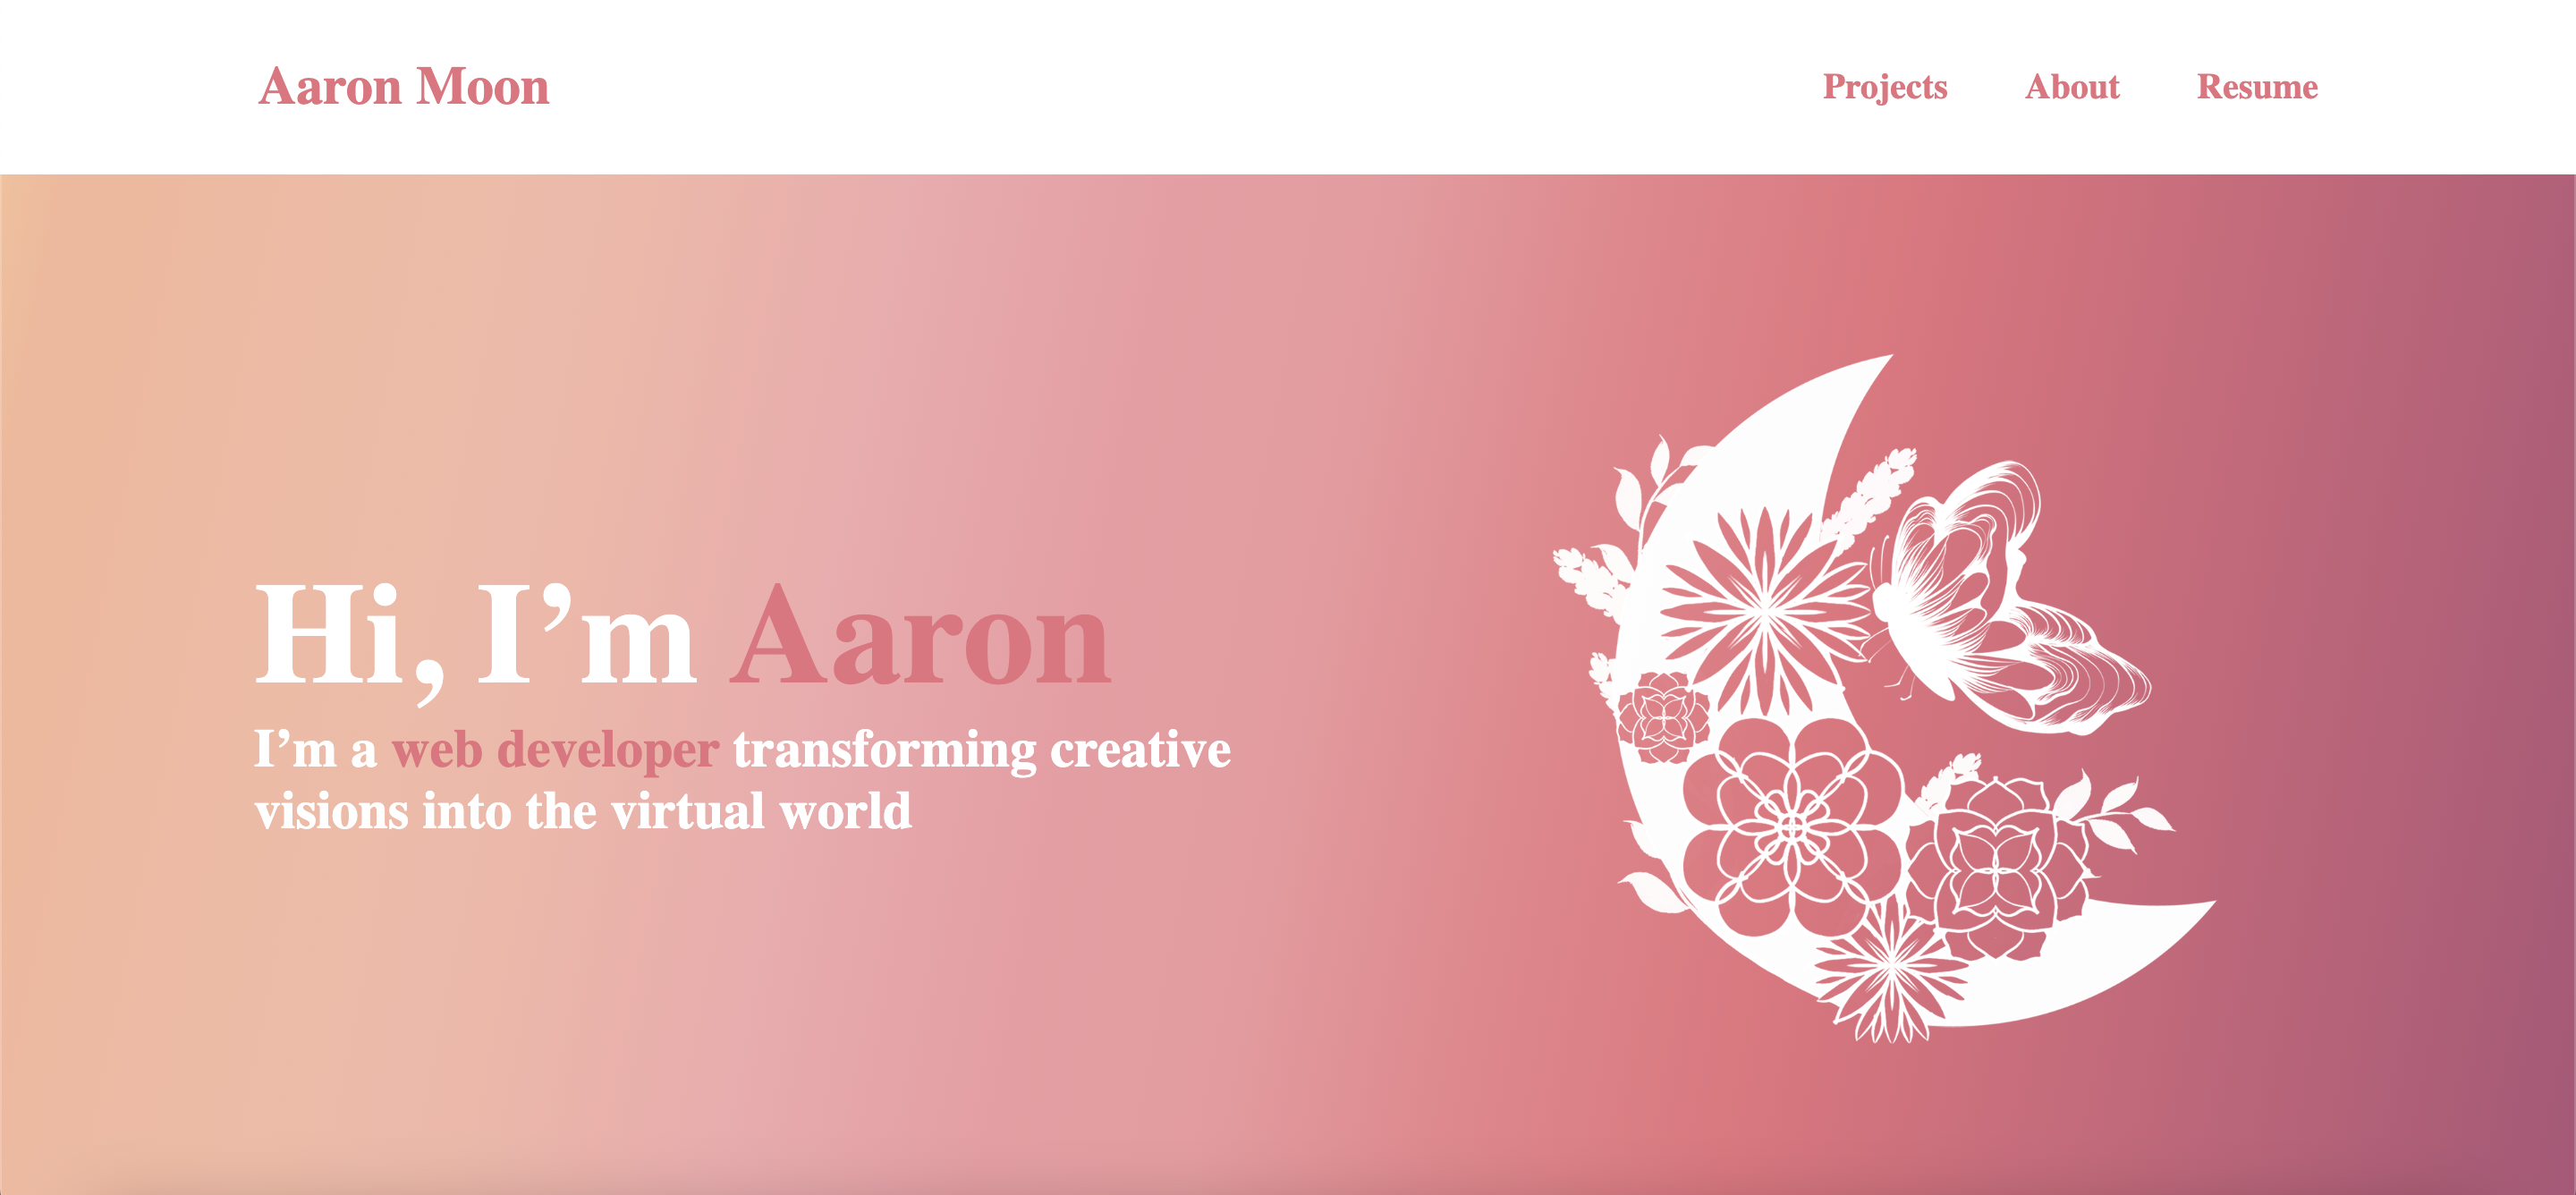 Aaron Moon
Projects About Resume
Hi, I’m Aaron
I’m a web developer transforming creative
visions into the virtual world